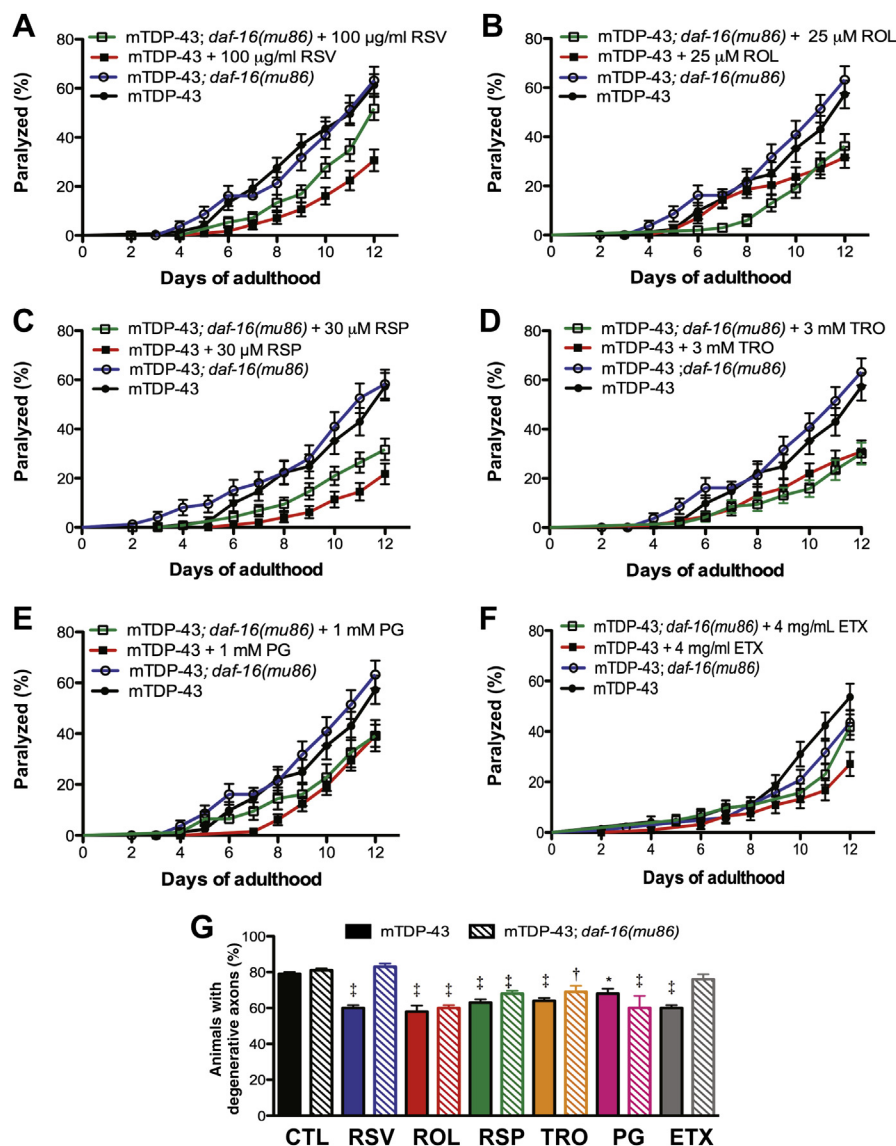 A
mTDP-43; daf-16(mu86) + 100 µg/ml RSV
mTDP-43 + 100 µg/ml RSV
mTDP-43; daf-16(mu86)
mTDP-43
Paralyzed (%)
80
60
40
20
0
0 2 4 6 8 10 12
Days of adulthood
B
mTDP-43; daf-16(mu86) + 25 µM ROL
mTDP-43 + 25 µM ROL
mTDP-43; daf-16(mu86)
mTDP-43
Paralyzed (%)
80
60
40
20
0
0 2 4 6 8 10 12
Days of adulthood
C
mTDP-43; daf-16(mu86) + 30 µM RSP
mTDP-43 + 30 µM RSP
mTDP-43; daf-16(mu86)
mTDP-43
Paralyzed (%)
80
60
40
20
0
0 2 4 6 8 10 12
Days of adulthood
D
mTDP-43; daf-16(mu86) + 3 mM TRO
mTDP-43 + 3 mM TRO
mTDP-43 ;daf-16(mu86)
mTDP-43
Paralyzed (%)
80
60
40
20
0
0 2 4 6 8 10 12
Days of adulthood
E
mTDP-43; daf-16(mu86) + 1 mM PG
mTDP-43 + 1 mM PG
mTDP-43; daf-16(mu86)
mTDP-43
Paralyzed (%)
80
60
40
20
0
0 2 4 6 8 10 12
Days of adulthood
F
mTDP-43; daf-16(mu86) + 4 mg/mL ETX
mTDP-43 + 4 mg/ml ETX
mTDP-43; daf-16(mu86)
mTDP-43
Paralyzed (%)
80
60
40
20
0
0 2 4 6 8 10 12
Days of adulthood
G
mTDP-43 mTDP-43; daf-16(mu86)
Animals with
degenerative axons (%)
100
80
60
40
20
0
‡ ‡ ‡ ‡ ‡ ‡ † * ‡ ‡
CTL RSV ROL RSP TRO PG ETX